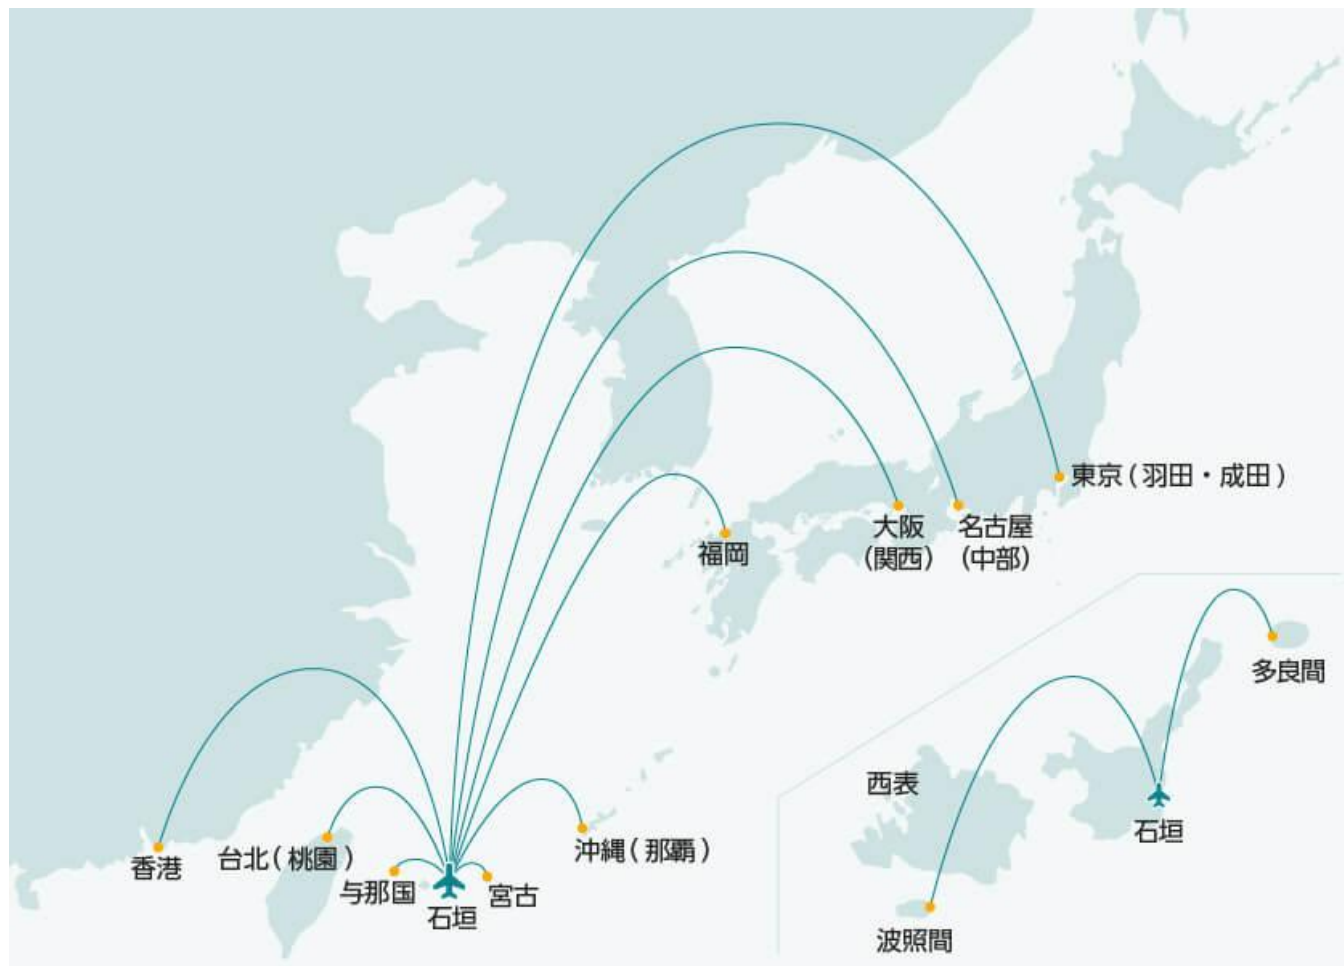 東京(羽田・成田)
大阪
(関西)
名古屋
(中部)
福岡
多良間
西表
石垣
沖縄(那覇)
香港
台北(桃園)
与那国
宮古
石垣
波照間